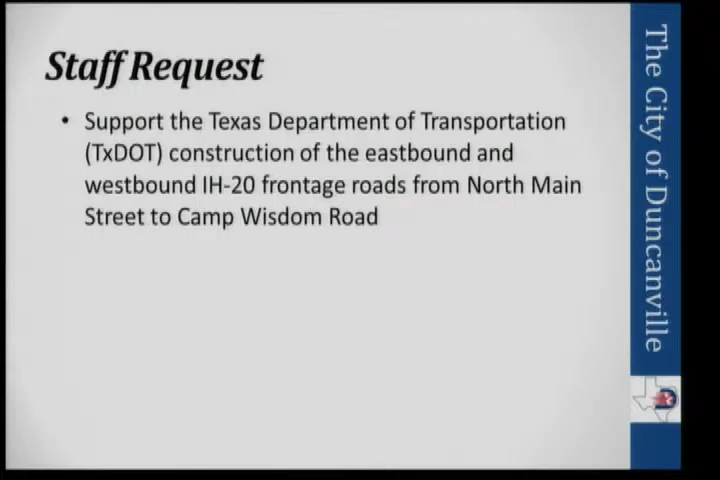 Staff Request
• Support the Texas Department of Transportation
(TxDOT) construction of the eastbound and
westbound IH-20 frontage roads from North Main
Street to Camp Wisdom Road
The City of Duncanville